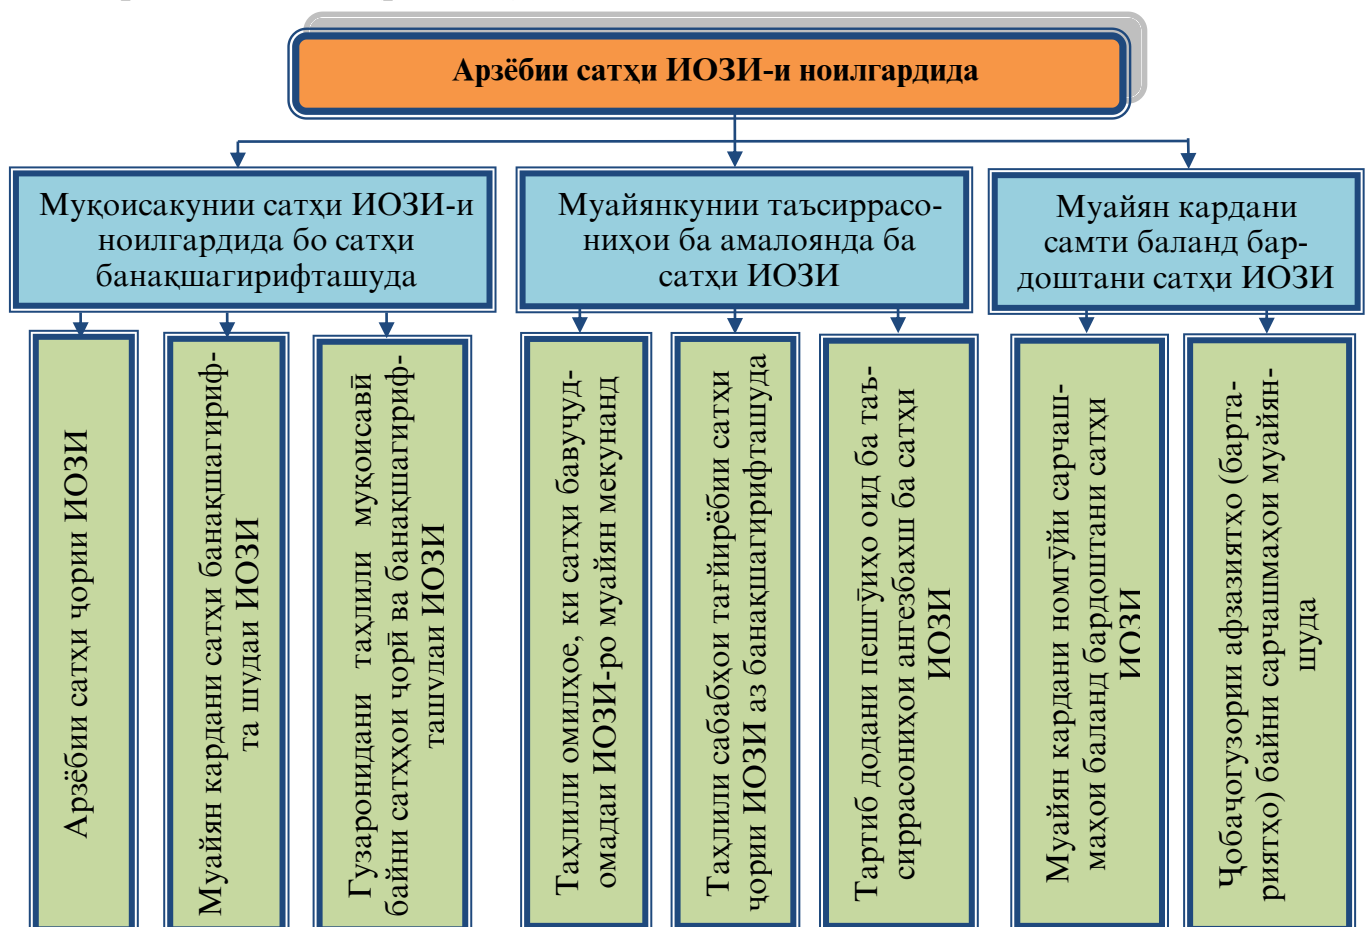 Арзёбии сатҳи ИОЗИ-и ноилгардида
Муқоисакунии сатҳи ИОЗИ-и
ноилгардида бо сатҳи
банақшагирифташуда
Муайянкунии таъсиррасо-
ниҳои ба амалоянда ба
сатҳи ИОЗИ
Муайян кардани
самти баланд бар-
доштани сатҳи ИОЗИ
Арзёбии сатҳи ҷории ИОЗИ
Муайян кардани сатҳи банақшагириф-
та шудаи ИОЗИ
Гузаронидани таҳлили муқоисавӣ
байни сатҳҳои ҷорӣ ва банақшагириф-
ташудаи ИОЗИ
Таҳлили омилҳое, ки сатҳи бавуҷуд-
омадаи ИОЗИ-ро муайян мекунанд
Таҳлили сабабҳои тағйирёбии сатҳи
ҷории ИОЗИ аз банақшагирифташуда
Тартиб додани пешгӯиҳо оид ба таъ-
сиррасониҳои ангезбахш ба сатҳи
ИОЗИ
Муайян кардани номгӯйи сарчаш-
маҳои баланд бардоштани сатҳи
ИОЗИ
Ҷобаҷогузории афзазиятҳо (барта-
риятҳо) байни сарчашмаҳои муайян-
шуда